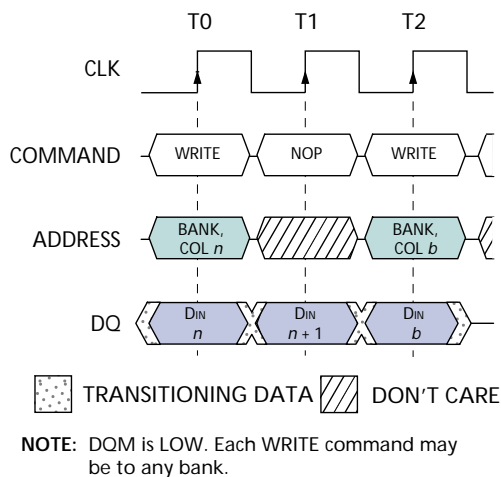 T0 T1 T2
CLK
COMMAND WRITE NOP WRITE
ADDRESS BANK, COL n BANK, COL b
DQ DIN n DIN n + 1 DIN b
TRANSITIONING DATA DON'T CARE
NOTE: DQM is LOW. Each WRITE command may
be to any bank.